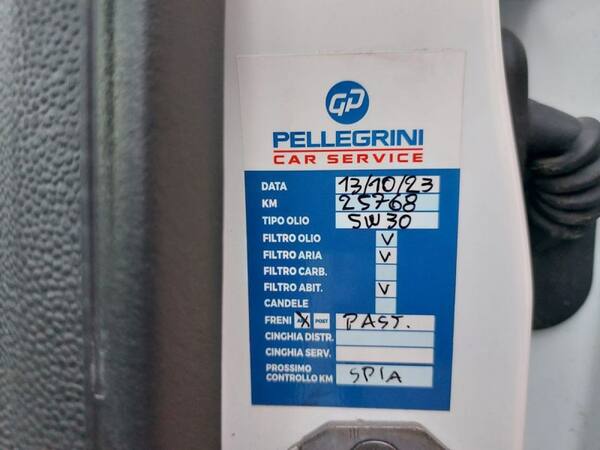 GP
PELLEGRINI
CAR SERVICE
DATA 13/10/23
KM 25768
TIPO OLIO 5W30
FILTRO OLIO V
FILTRO ARIA V
FILTRO CARB.
FILTRO ABIT. V
CANDELE
FRENI X POST PAST.
CINGHIA DISTR.
CINGHIA SERV.
PROSSIMO
CONTROLLO KM SPIA